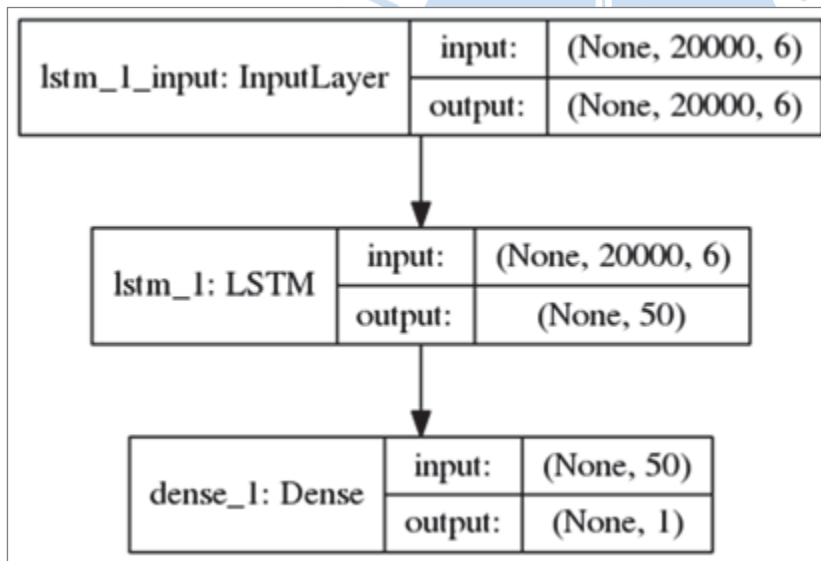 lstm_1_input: InputLayer
input: (None, 20000, 6)
output: (None, 20000, 6)
lstm_1: LSTM
input: (None, 20000, 6)
output: (None, 50)
dense_1: Dense
input: (None, 50)
output: (None, 1)